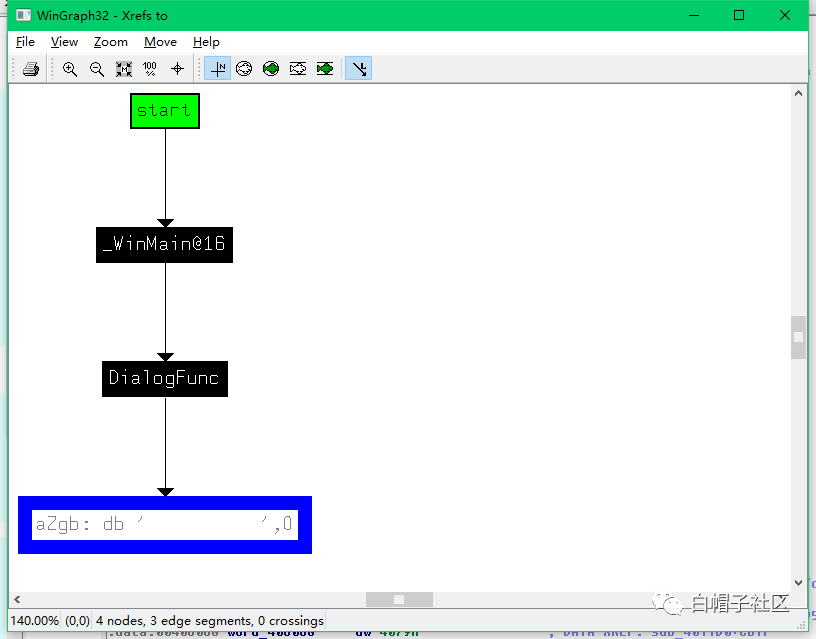 WinGraph32 - Xrefs to
File View Zoom Move Help
100%
N
start
_WinMain@16
DialogFunc
aZgb: db '          ',0
白帽子社区
140.00% (0,0) 4 nodes, 3 edge segments, 0 crossings